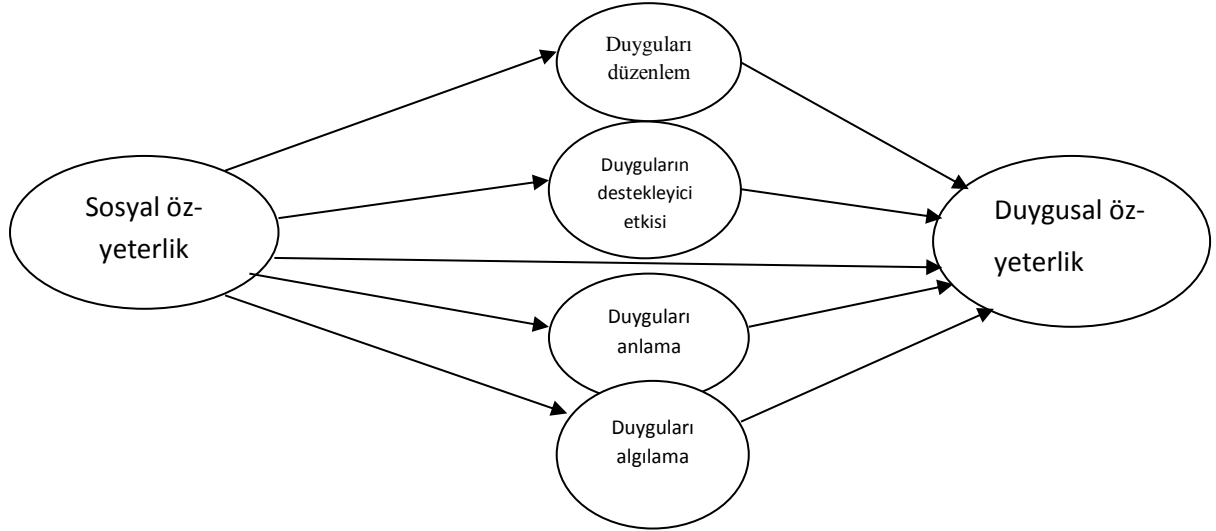 Duyguları
düzenlem
Duyguların
destekleyici
etkisi
Sosyal öz-
yeterlik
Duygusal öz-
yeterlik
Duyguları
anlama
Duyguları
algılama